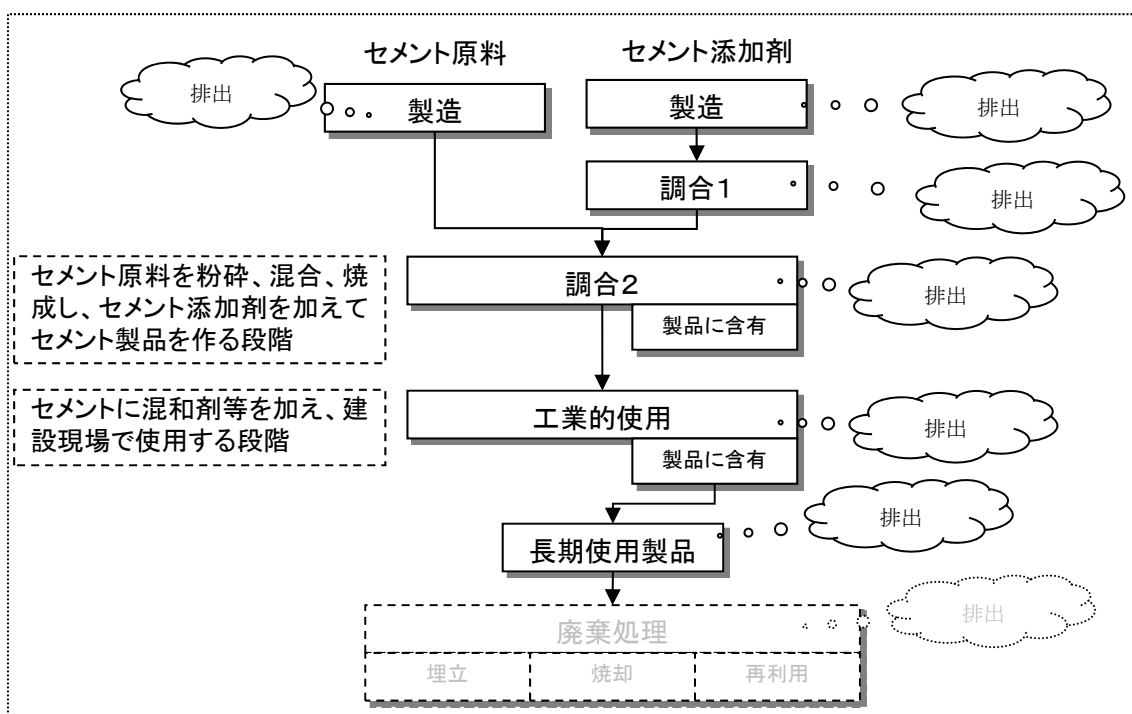 セメント原料
セメント添加剤
排出
製造
製造
排出
調合1
排出
セメント原料を粉砕、混合、焼
成し、セメント添加剤を加えて
セメント製品を作る段階
調合2
排出
製品に含有
セメントに混和剤等を加え、建
設現場で使用する段階
工業的使用
排出
製品に含有
長期使用製品
排出
廃棄処理
排出
埋立
焼却
再利用